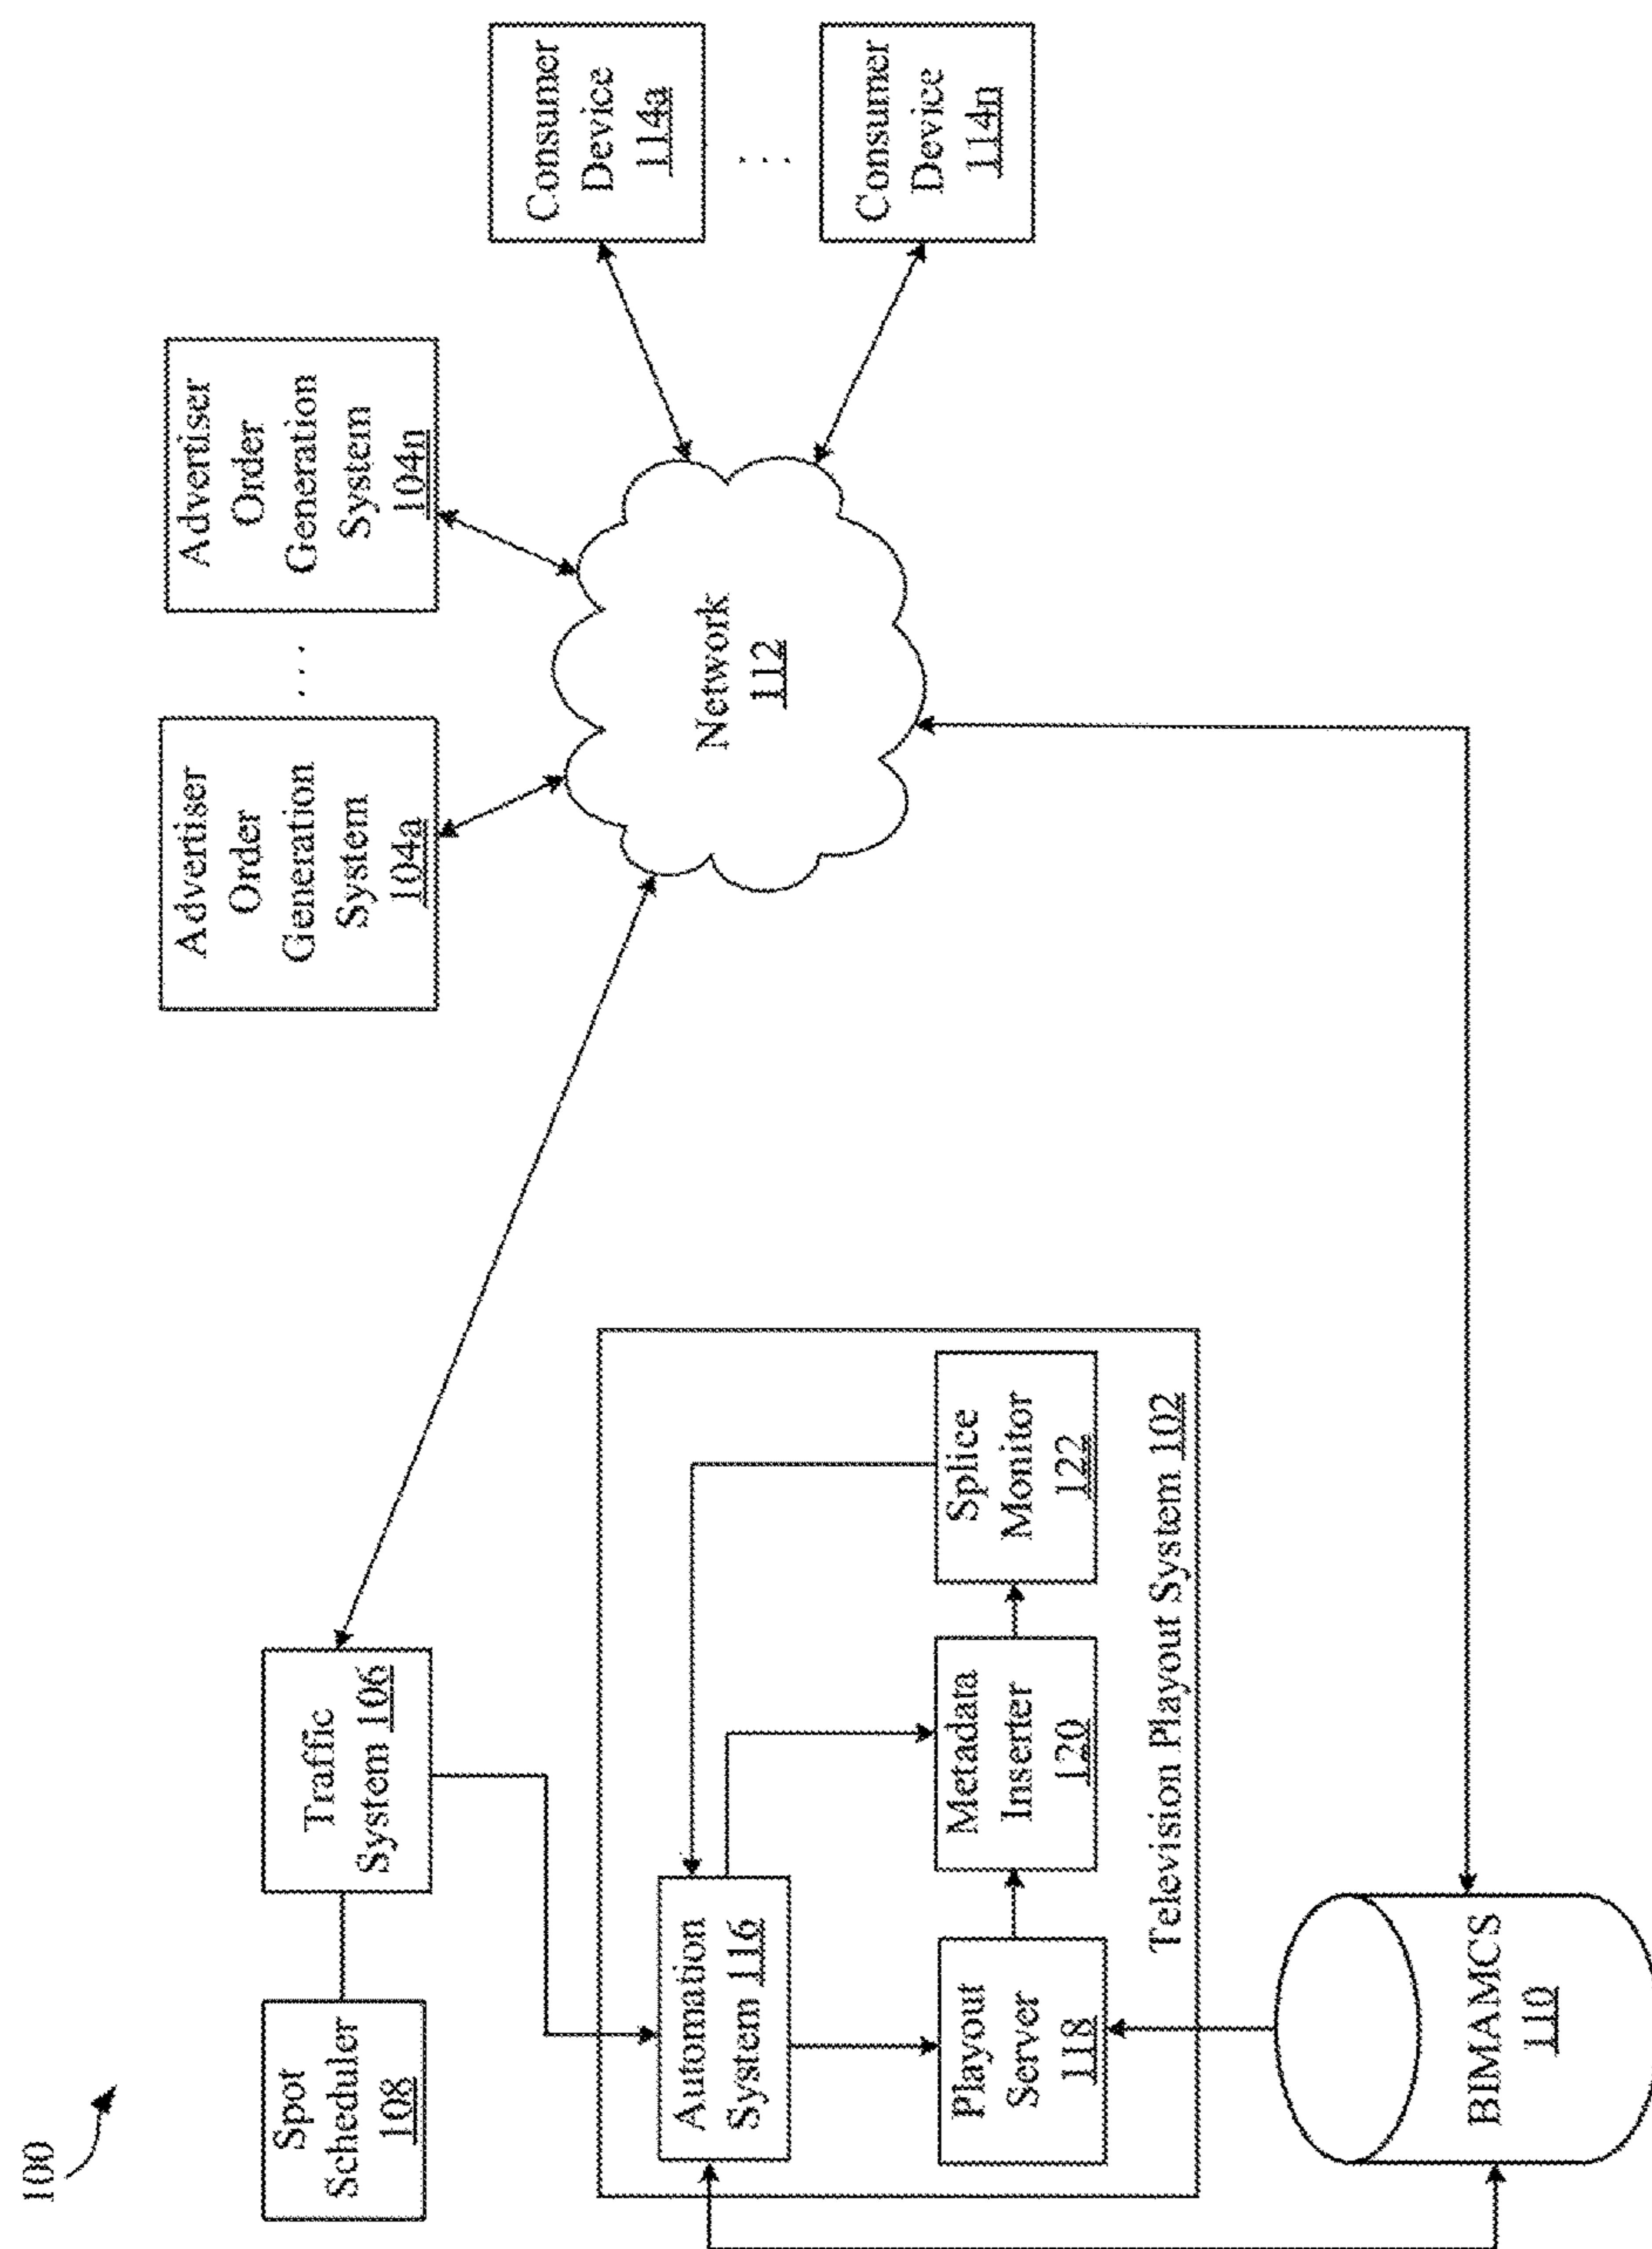 100
Spot
Scheduler
108
Traffic
System 106
Advertiser
Order
Generation
System
104a
. . .
Advertiser
Order
Generation
System
104n
Automation
System 116
Playout
Server
118
Metadata
Inserter
120
Splice
Monitor
122
Television Playout System 102
Network
112
Consumer
Device
114a
. . .
Consumer
Device
114n
BIMAMCS
110